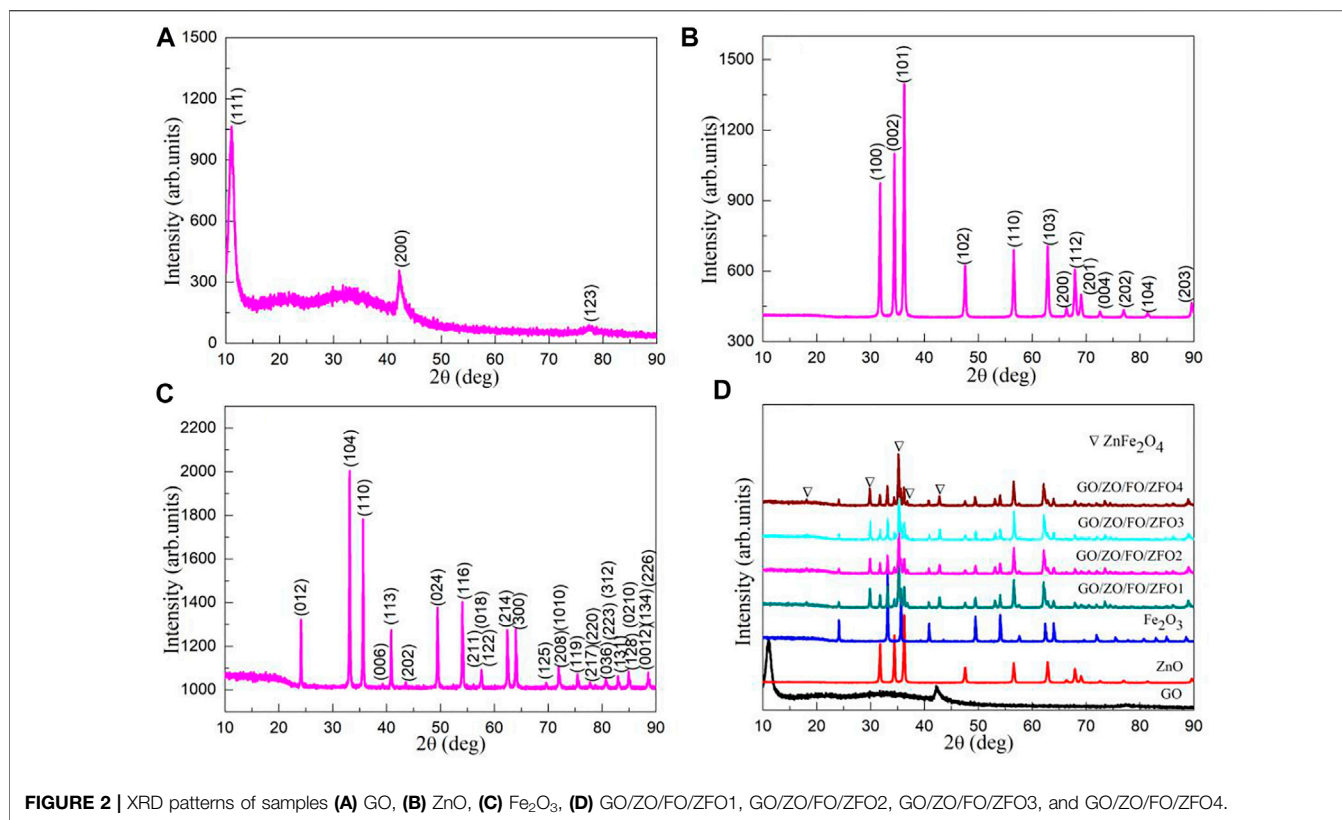 A
1500
1200
900
600
300
0
Intensity (arb.units)
(111)
(200)
(123)
10 20 30 40 50 60 70 80 90
2θ (deg)
B
1500
1200
900
600
300
Intensity (arb.units)
(100)
(002)
(101)
(102)
(110)
(103)
(200)
(112)
(201)
(004)
(202)
(104)
(203)
10 20 30 40 50 60 70 80 90
2θ (deg)
C
2200
2000
1800
1600
1400
1200
1000
Intensity (arb.units)
(012)
(104)
(110)
(006)
(113)
(202)
(024)
(116)
(211) (018)
(122)
(214)
(300)
(125)
(208)(1010)
(119)
(217)(220)
(036)(223) (312)
(131)
(128) (0210)
(0012)(134)(226)
10 20 30 40 50 60 70 80 90
2θ (deg)
D
Intensity (arb.units)
∇ ZnFe₂O₄
∇ ∇ ∇ ∇ ∇
GO/ZO/FO/ZFO4
GO/ZO/FO/ZFO3
GO/ZO/FO/ZFO2
GO/ZO/FO/ZFO1
Fe₂O₃
ZnO
GO
10 20 30 40 50 60 70 80 90
2θ (deg)
FIGURE 2 | XRD patterns of samples (A) GO, (B) ZnO, (C) Fe₂O₃, (D) GO/ZO/FO/ZFO1, GO/ZO/FO/ZFO2, GO/ZO/FO/ZFO3, and GO/ZO/FO/ZFO4.